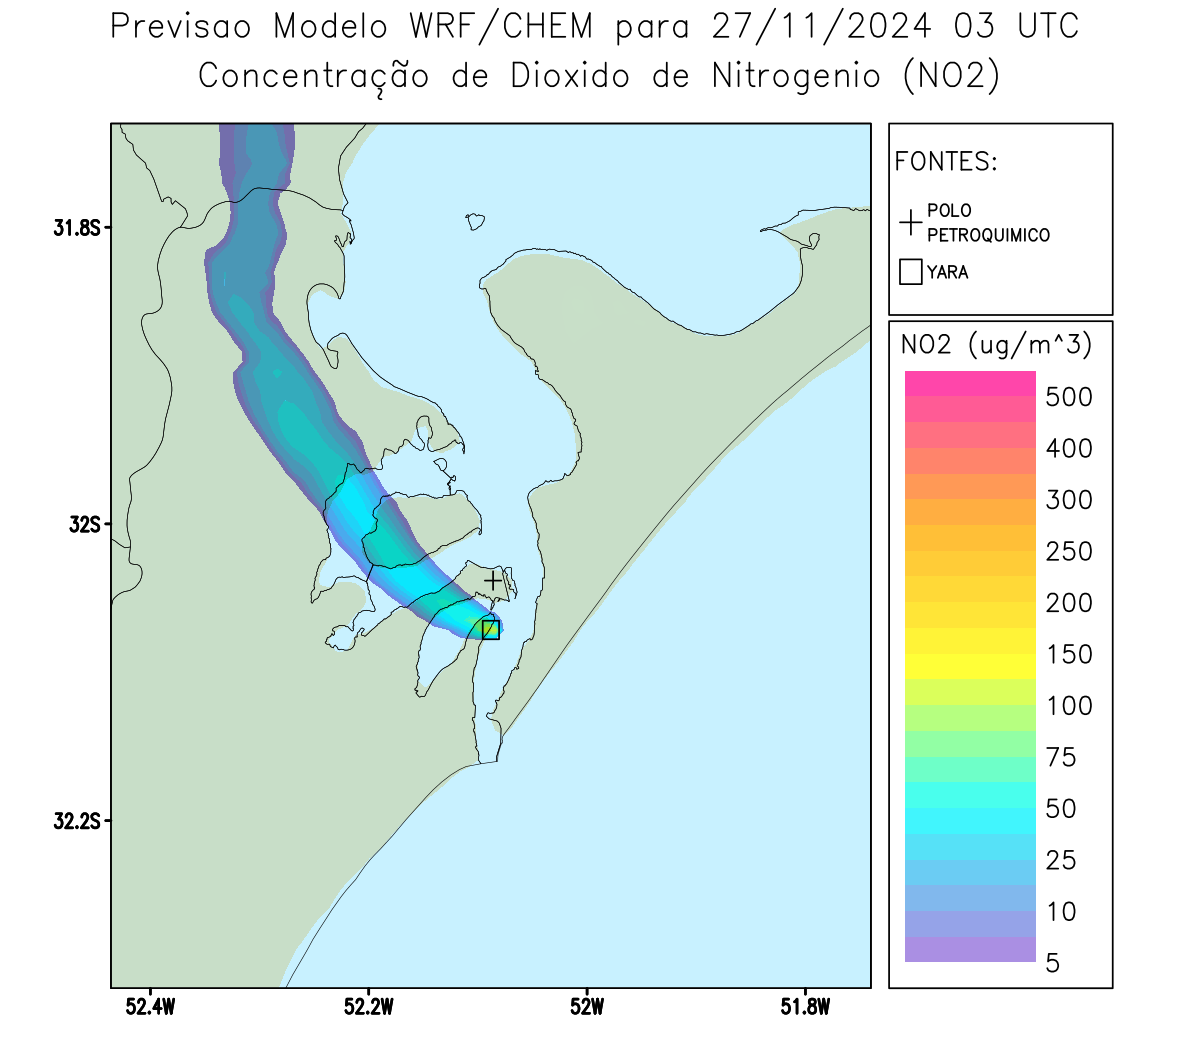 Previsao Modelo WRF/CHEM para 27/11/2024 03 UTC
Concentração de Dioxido de Nitrogenio (NO2)
FONTES:
POLO
PETROQUIMICO
YARA
31.8S
32S
32.2S
52.4W
52.2W
52W
51.8W
NO2 (ug/m^3)
500
400
300
250
200
150
100
75
50
25
10
5